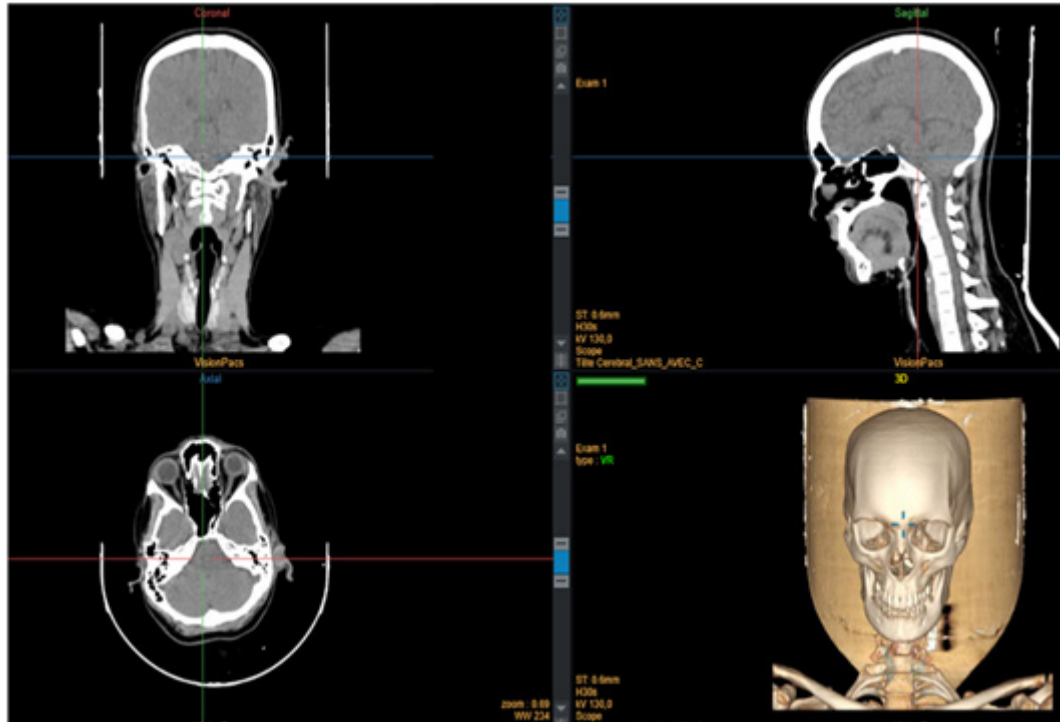 Coronal
VisionPacs
Exam 1
Sagittal
ST: 0.6mm
H30s
kV 130,0
Scope
Title Cerebral_SANS_AVEC_C
VisionPacs
Axial
zoom : 0.69
WW 234
3D
Exam 1
type : VR
ST: 0.6mm
H30s
kV 130,0
Scope